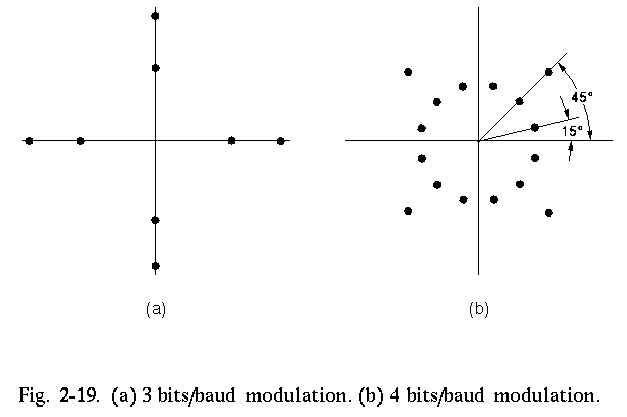 45°
15°
(a)
(b)
Fig. 2-19. (a) 3 bits/baud modulation. (b) 4 bits/baud modulation.